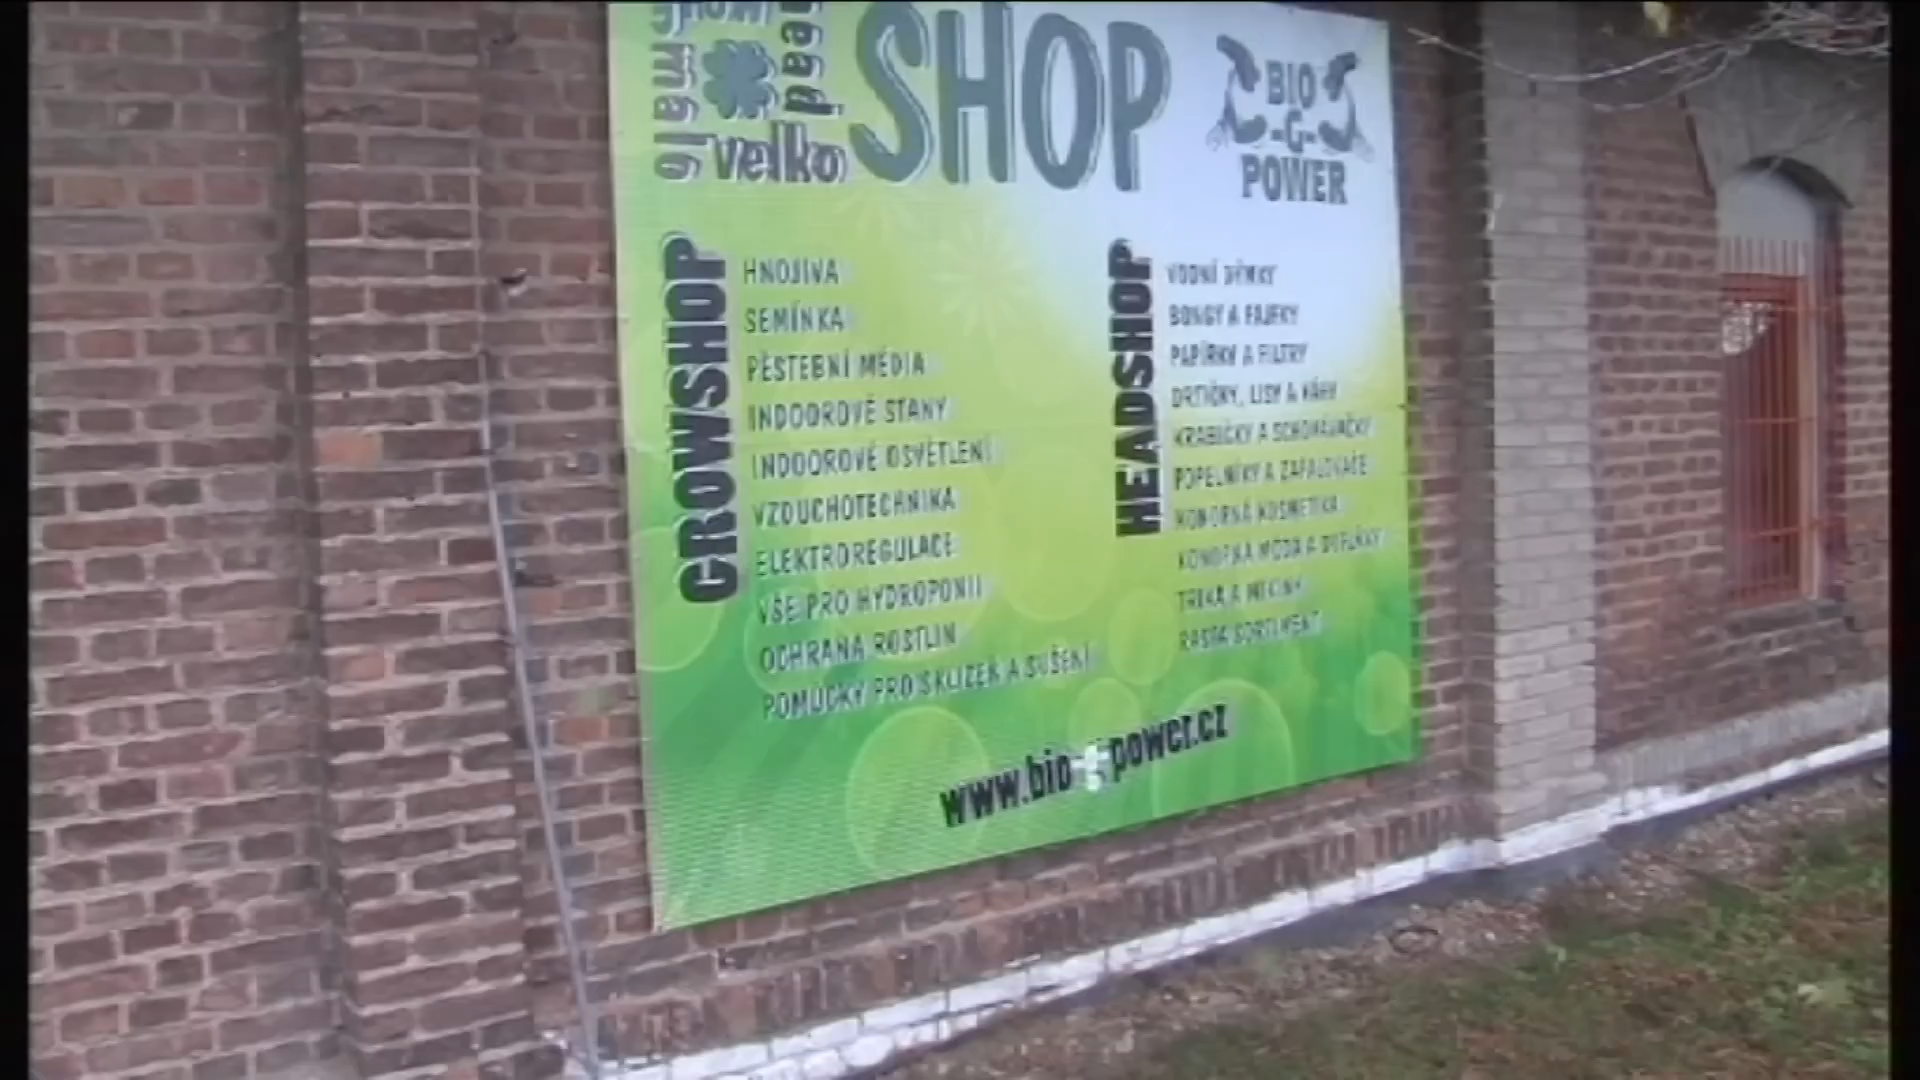 SHOP
malo
velko
head
BIO
-G-
POWER
GROWSHOP
HNOJIVA
SEMÍNKA
PĚSTEBNÍ MÉDIA
INDOOROVÉ STANY
INDOOROVÉ OSVĚTLENÍ
VZDUCHOTECHNIKA
ELEKTROREGULACE
VŠE PRO HYDROPONII
OCHRANA ROSTLIN
POMŮCKY PRO SKLIZEŇ A SUŠENÍ
HEADSHOP
VODNÍ DÝMKY
BONGY A FAJFKY
PAPÍRKY A FILTRY
DRTIČKY, LISY A VÁHY
KRABIČKY A SCHOVÁVAČKY
POPELNÍKY A ZAPALOVAČE
KONOPNÁ KOSMETIKA
KONOPNÁ MÓDA A DOPLŇKY
TRIKA A MIKINY
RASTA SORTIMENT
www.bio-g-power.cz